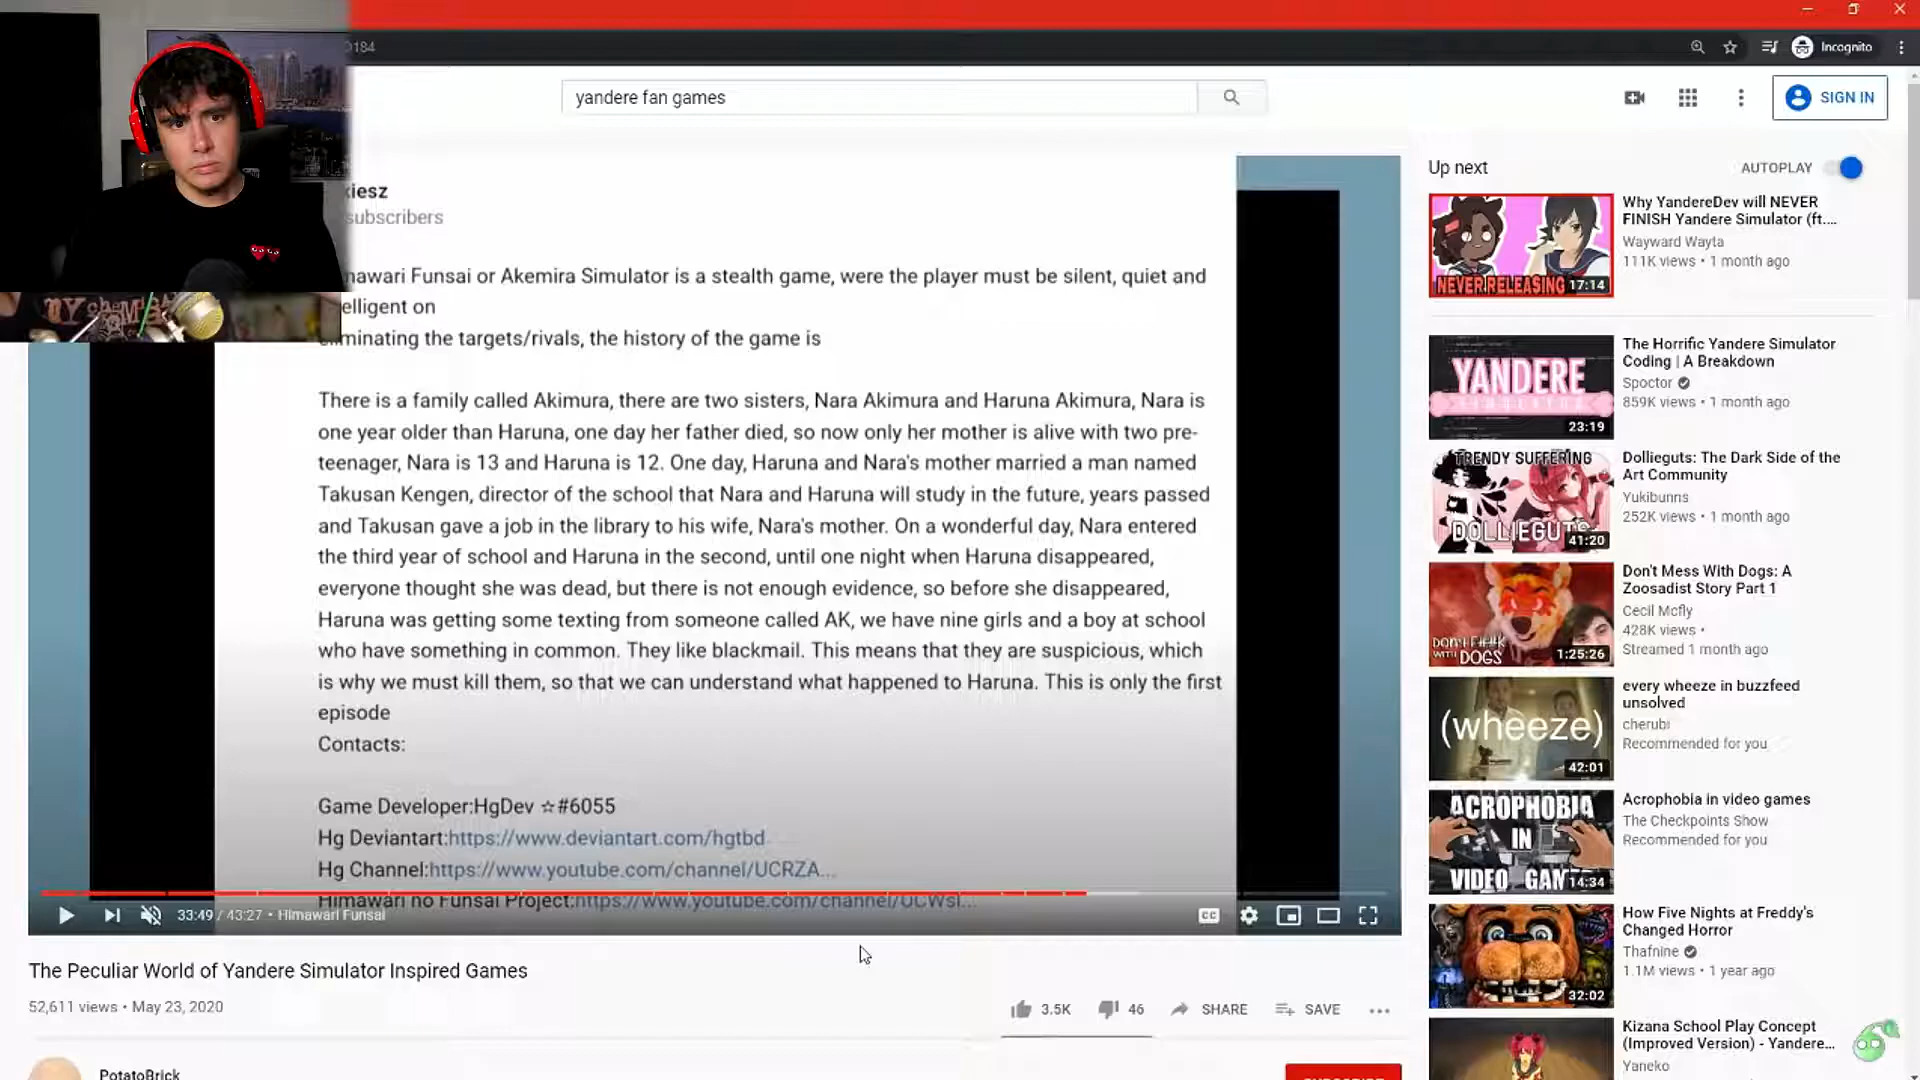 0184
Incognito
yandere fan games
SIGN IN
kiesz
subscribers
mawari Funsai or Akemira Simulator is a stealth game, were the player must be silent, quiet and
elligent on
minating the targets/rivals, the history of the game is
There is a family called Akimura, there are two sisters, Nara Akimura and Haruna Akimura, Nara is
one year older than Haruna, one day her father died, so now only her mother is alive with two pre-
teenager, Nara is 13 and Haruna is 12. One day, Haruna and Nara's mother married a man named
Takusan Kengen, director of the school that Nara and Haruna will study in the future, years passed
and Takusan gave a job in the library to his wife, Nara's mother. On a wonderful day, Nara entered
the third year of school and Haruna in the second, until one night when Haruna disappeared,
everyone thought she was dead, but there is not enough evidence, so before she disappeared,
Haruna was getting some texting from someone called AK, we have nine girls and a boy at school
who have something in common. They like blackmail. This means that they are suspicious, which
is why we must kill them, so that we can understand what happened to Haruna. This is only the first
episode
Contacts:
Game Developer:HgDev ☆#6055
Hg Deviantart:https://www.deviantart.com/hgtbd
Hg Channel:https://www.youtube.com/channel/UCRZA...
Himawari no Funsai Project:https://www.youtube.com/channel/UCWsl...
33:49 / 43:27 • Himawari Funsai
CC
The Peculiar World of Yandere Simulator Inspired Games
52,611 views • May 23, 2020
3.5K
46
SHARE
SAVE
PotatoBrick
Up next
AUTOPLAY
NEVER RELEASING
17:14
Why YandereDev will NEVER
FINISH Yandere Simulator (ft....
Wayward Wayta
111K views • 1 month ago
YANDERE
23:19
The Horrific Yandere Simulator
Coding | A Breakdown
Spoctor
859K views • 1 month ago
TRENDY SUFFERING
DOLLIEGUTS
41:20
Dollieguts: The Dark Side of the
Art Community
Yukibunns
252K views • 1 month ago
WITH DOGS
1:25:26
Don't Mess With Dogs: A
Zoosadist Story Part 1
Cecil Mcfly
428K views •
Streamed 1 month ago
(wheeze)
42:01
every wheeze in buzzfeed
unsolved
cherubi
Recommended for you
ACROPHOBIA
IN
VIDEO GAM
14:34
Acrophobia in video games
The Checkpoints Show
Recommended for you
32:02
How Five Nights at Freddy's
Changed Horror
Thafnine
1.1M views • 1 year ago
Kizana School Play Concept
(Improved Version) - Yandere...
Yaneko